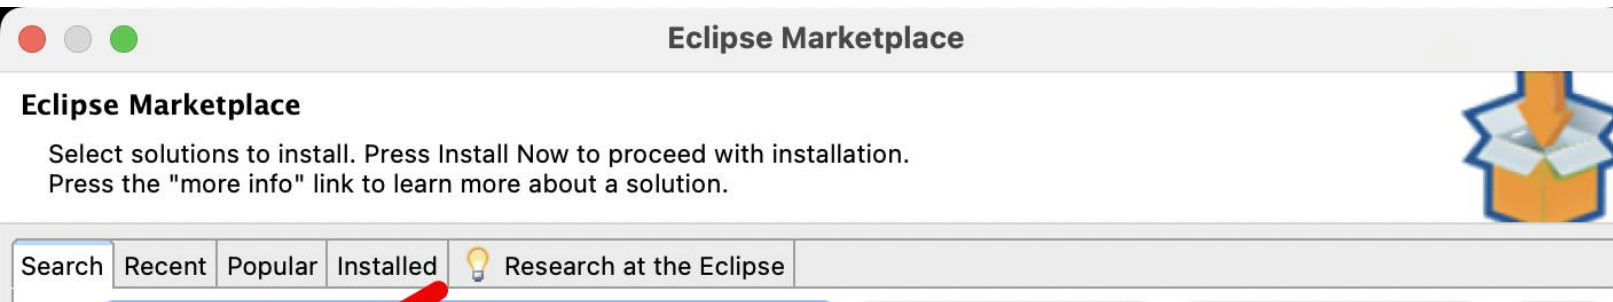 Eclipse Marketplace
Eclipse Marketplace
Select solutions to install. Press Install Now to proceed with installation.
Press the "more info" link to learn more about a solution.
Search Recent Popular Installed Research at the Eclipse